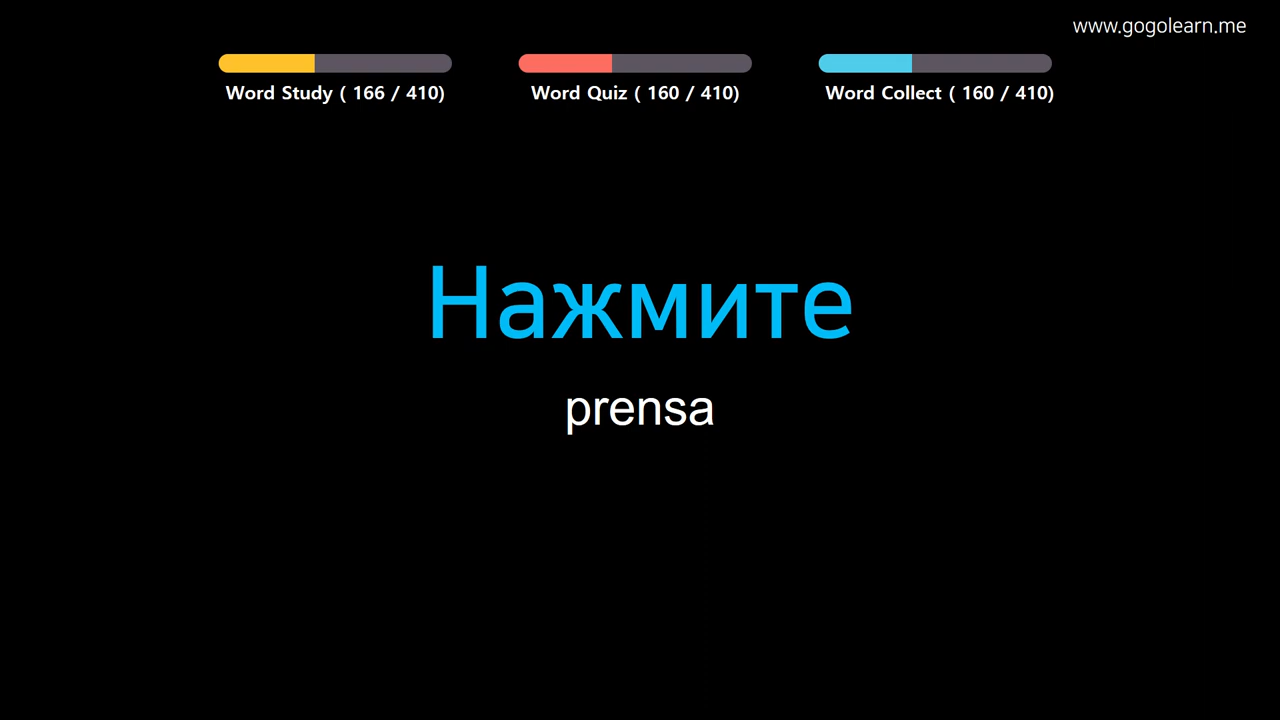 www.gogolearn.me
Word Study ( 166 / 410)
Word Quiz ( 160 / 410)
Word Collect ( 160 / 410)
Нажмите
prensa